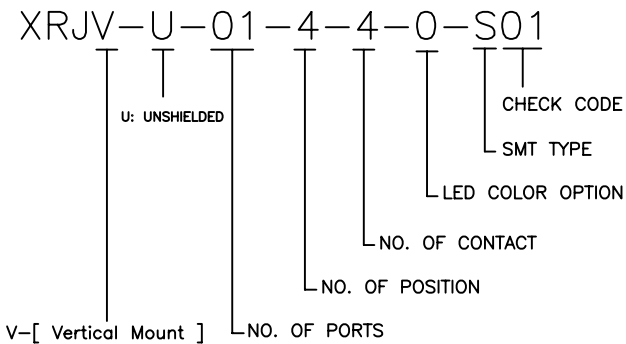 XRJV-U-01-4-4-0-S01
CHECK CODE
U: UNSHIELDED
SMT TYPE
LED COLOR OPTION
NO. OF CONTACT
NO. OF POSITION
V-[ Vertical Mount ]
NO. OF PORTS